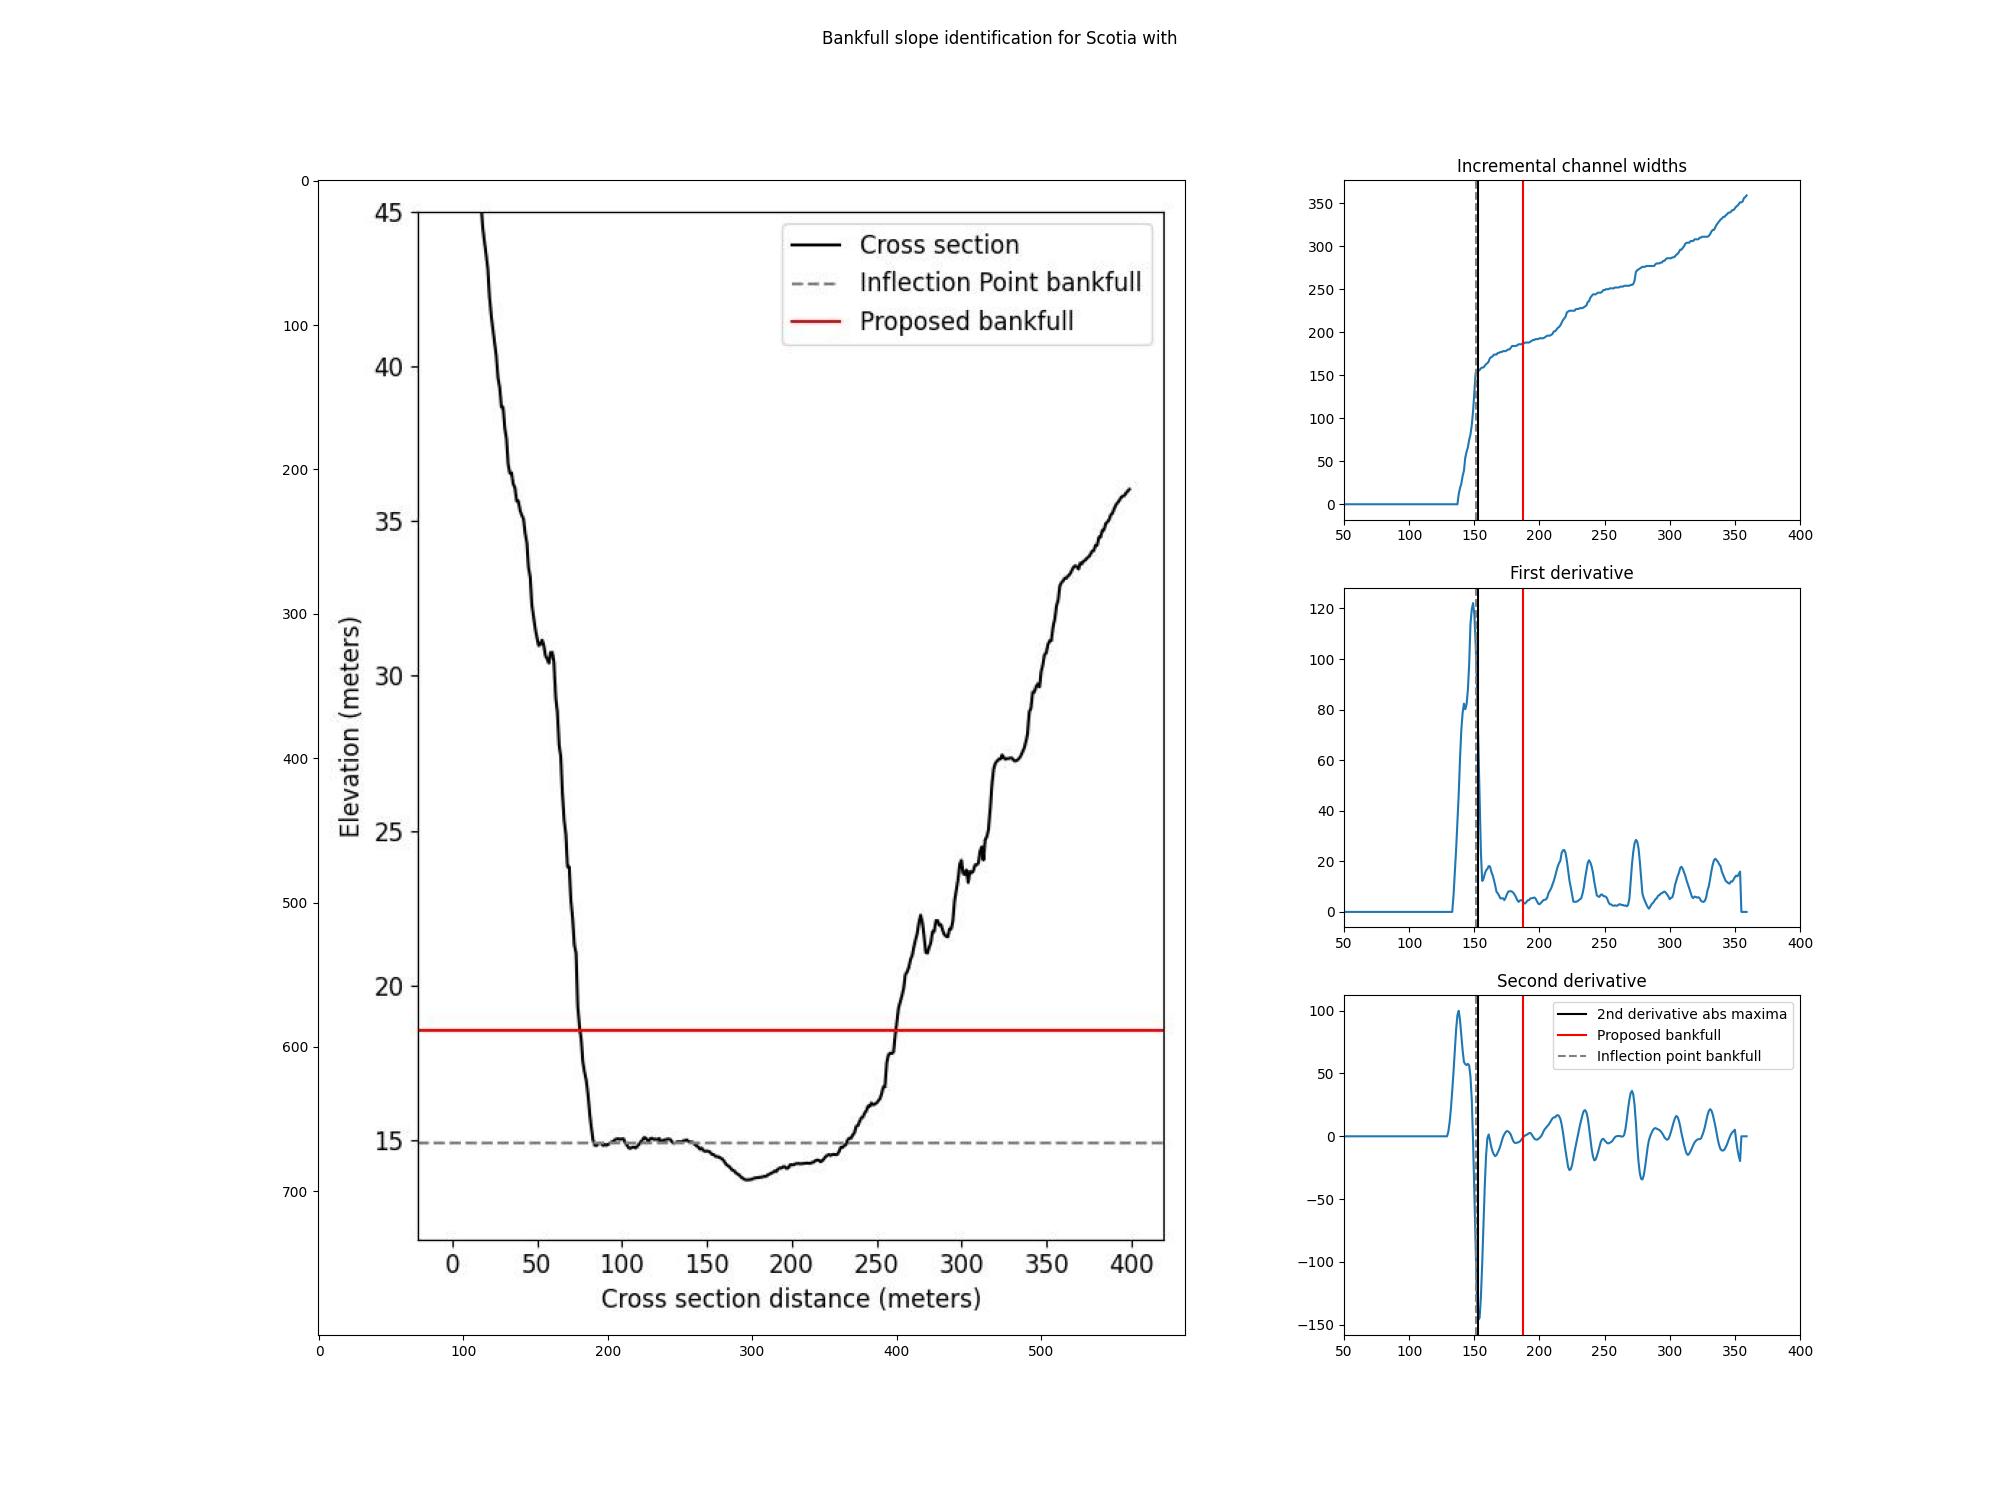 Bankfull slope identification for Scotia with
0
100
200
300
400
500
600
700
0 100 200 300 400 500
45
40
35
30
25
20
15
Elevation (meters)
Cross section
Inflection Point bankfull
Proposed bankfull
0 50 100 150 200 250 300 350 400
Cross section distance (meters)
Incremental channel widths
350
300
250
200
150
100
50
0
50 100 150 200 250 300 350 400
First derivative
120
100
80
60
40
20
0
50 100 150 200 250 300 350 400
Second derivative
100
50
0
−50
−100
−150
2nd derivative abs maxima
Proposed bankfull
Inflection point bankfull
50 100 150 200 250 300 350 400